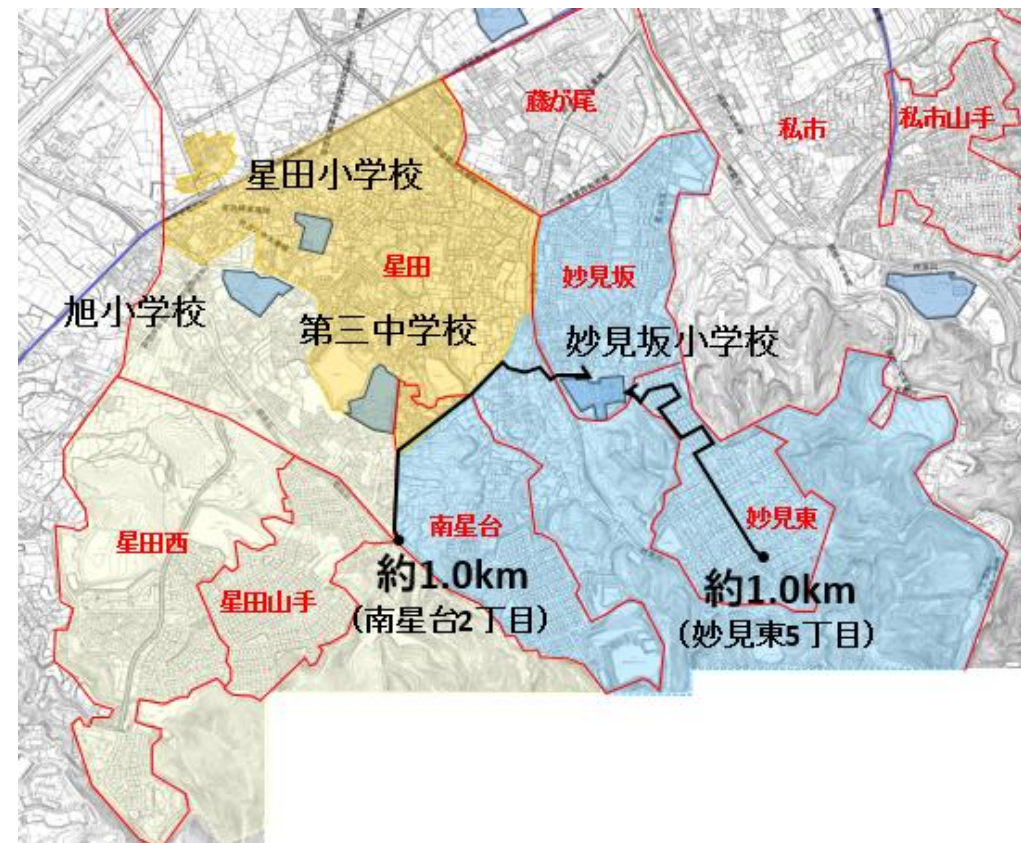 藤が尾
私市
私市山手
星田小学校
星田
妙見坂
旭小学校
第三中学校
妙見坂小学校
南星台
妙見東
星田西
約1.0km
(南星台2丁目)
約1.0km
(妙見東5丁目)
星田山手